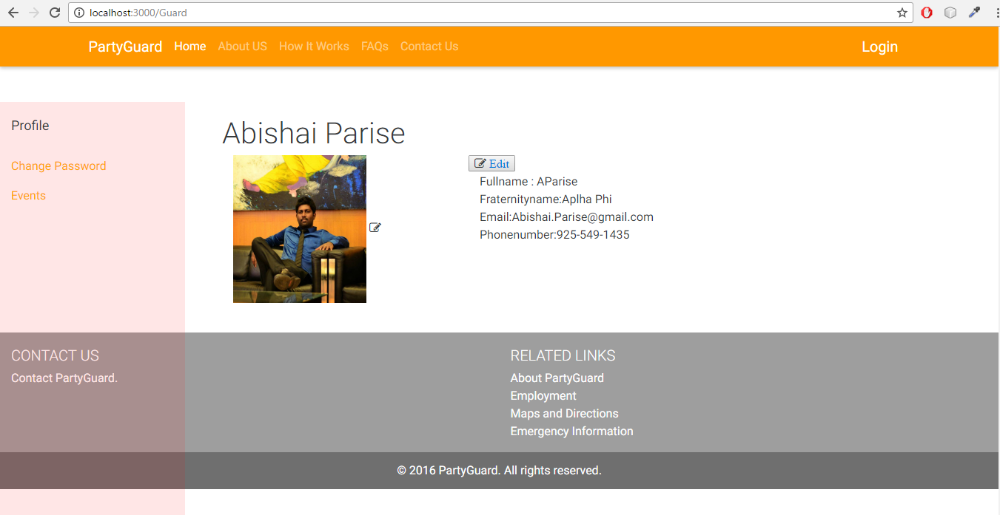 localhost:3000/Guard
PartyGuard Home About US How It Works FAQs Contact Us Login
Profile
Change Password
Events
Abishai Parise
Edit
Fullname : AParise
Fraternityname:Aplha Phi
Email:Abishai.Parise@gmail.com
Phonenumber:925-549-1435
CONTACT US
Contact PartyGuard.
RELATED LINKS
About PartyGuard
Employment
Maps and Directions
Emergency Information
© 2016 PartyGuard. All rights reserved.